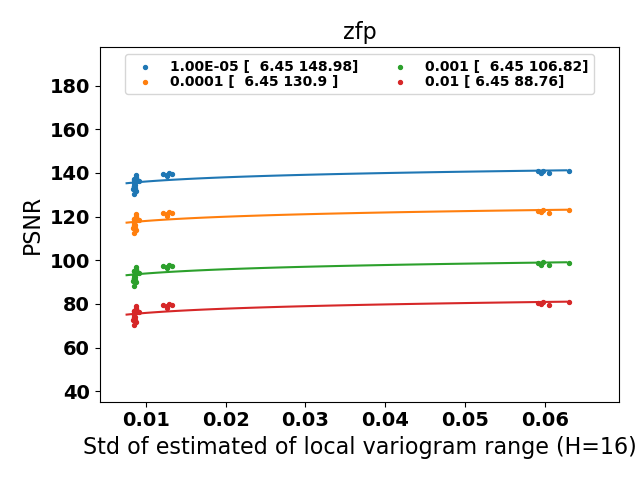 zfp
1.00E-05 [  6.45 148.98]
0.001 [  6.45 106.82]
0.0001 [  6.45 130.9 ]
0.01 [ 6.45 88.76]
PSNR
180
160
140
120
100
80
60
40
0.01 0.02 0.03 0.04 0.05 0.06
Std of estimated of local variogram range (H=16)